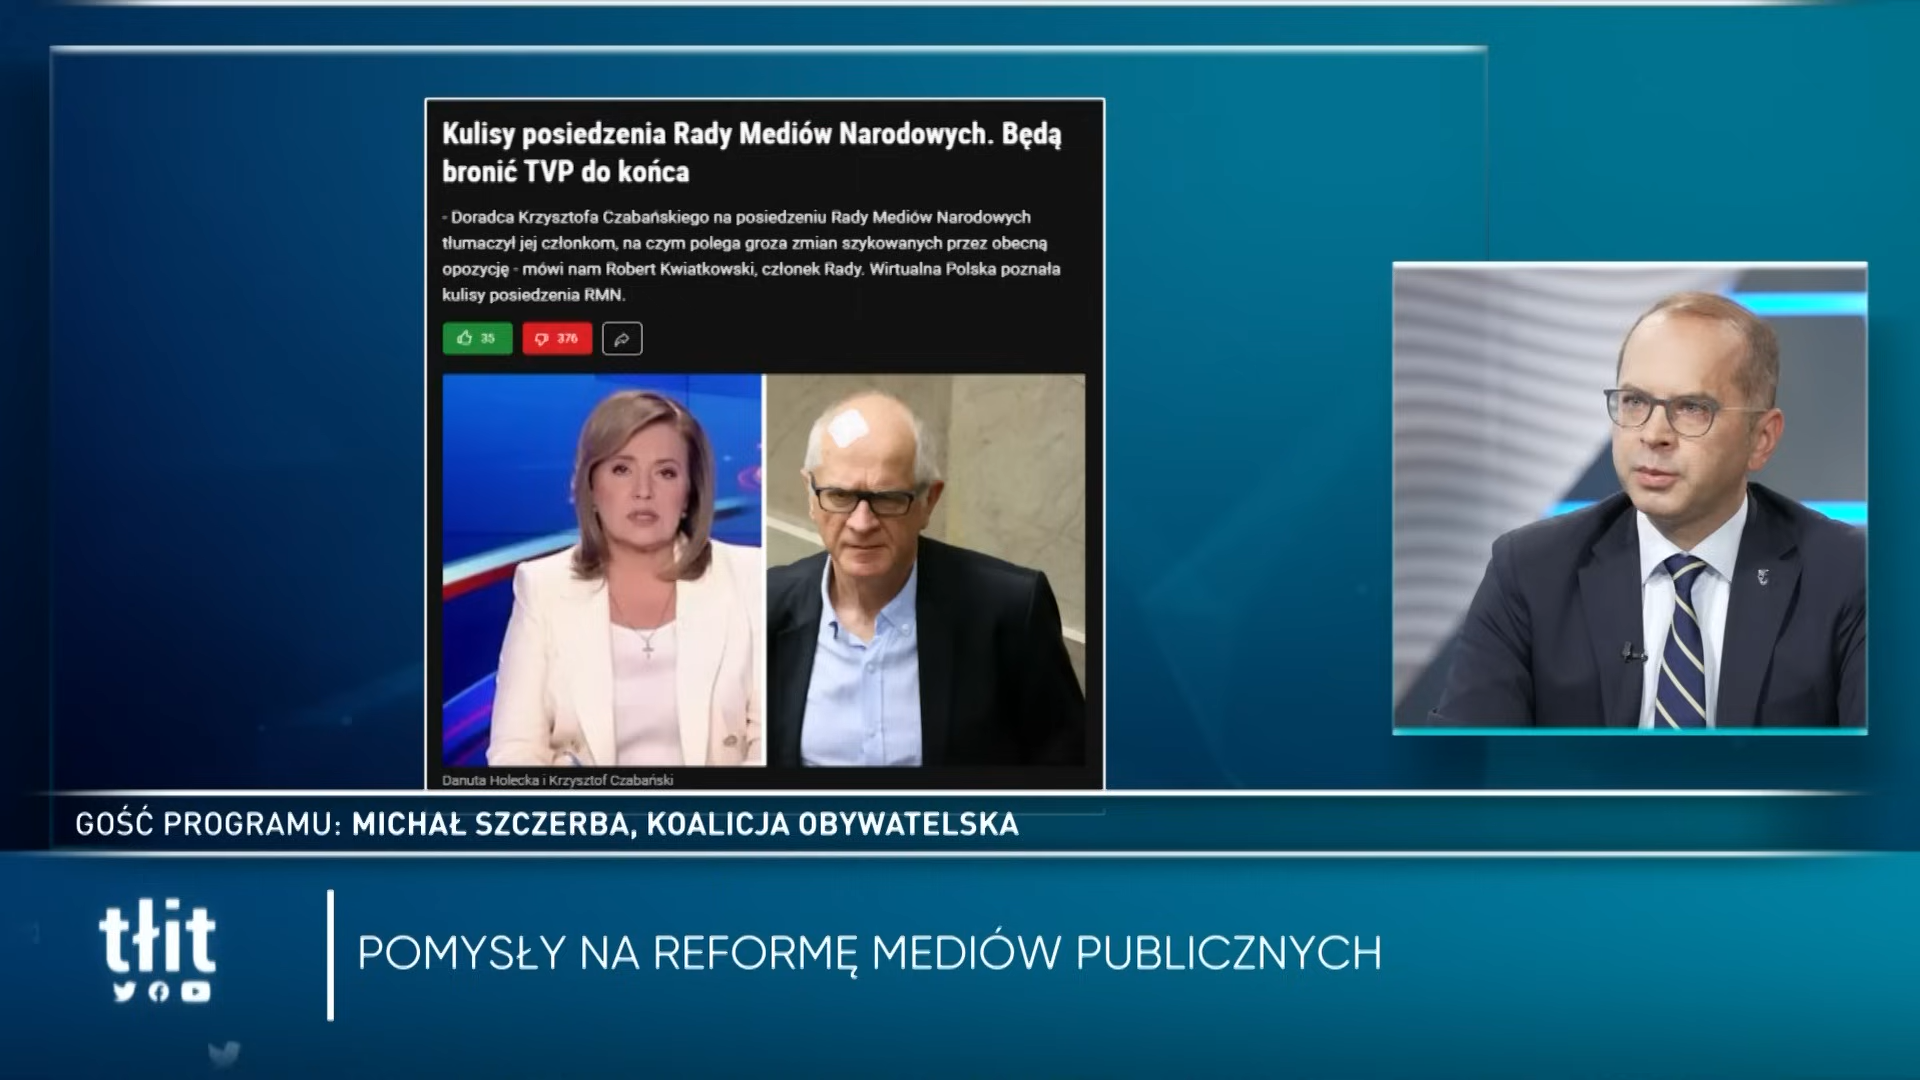 Kulisy posiedzenia Rady Mediów Narodowych. Będą
bronić TVP do końca
- Doradca Krzysztofa Czabańskiego na posiedzeniu Rady Mediów Narodowych
tłumaczył jej członkom, na czym polega groza zmian szykowanych przez obecną
opozycję - mówi nam Robert Kwiatkowski, członek Rady. Wirtualna Polska poznała
kulisy posiedzenia RMN.
35 376
Danuta Holecka i Krzysztof Czabański
GOŚĆ PROGRAMU: MICHAŁ SZCZERBA, KOALICJA OBYWATELSKA
tłit
POMYSŁY NA REFORMĘ MEDIÓW PUBLICZNYCH